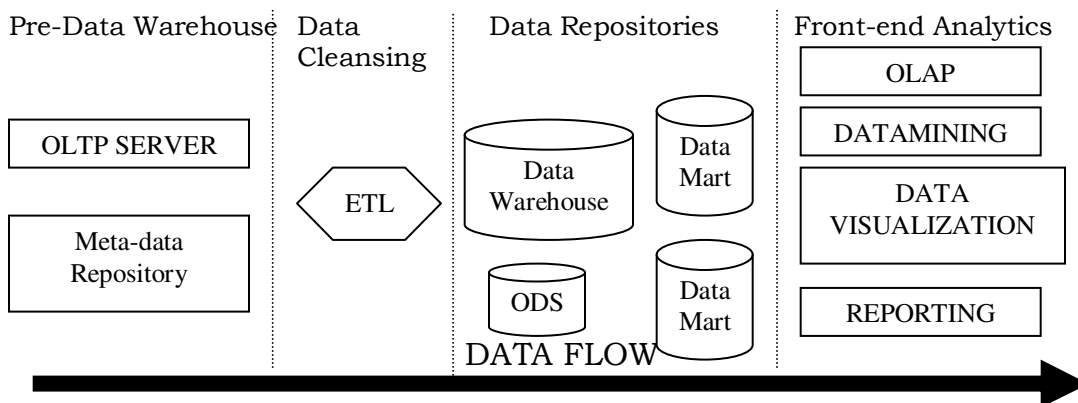 Pre-Data Warehouse
Data
Cleansing
Data Repositories
Front-end Analytics
OLTP SERVER
Meta-data
Repository
ETL
Data
Warehouse
ODS
Data
Mart
Data
Mart
OLAP
DATAMINING
DATA
VISUALIZATION
REPORTING
DATA FLOW